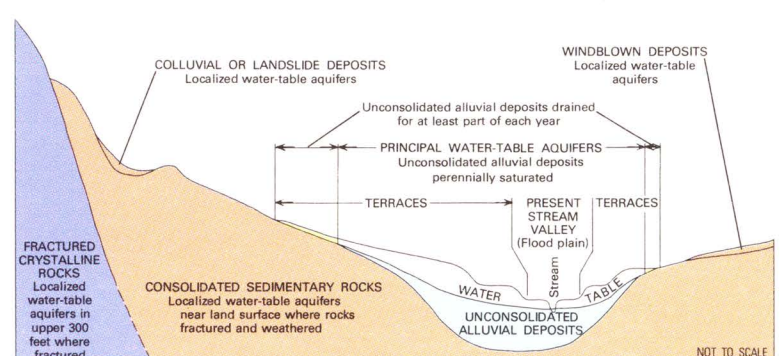 COLLUVIAL OR LANDSLIDE DEPOSITS
Localized water-table aquifers
WINDBLOWN DEPOSITS
Localized water-table
aquifers
Unconsolidated alluvial deposits drained
for at least part of each year
PRINCIPAL WATER-TABLE AQUIFERS
Unconsolidated alluvial deposits
perennially saturated
TERRACES
PRESENT
STREAM
VALLEY
(Flood plain)
TERRACES
Stream
WATER
TABLE
FRACTURED
CRYSTALLINE
ROCKS
Localized
water-table
aquifers in
upper 300
feet where
fractured
CONSOLIDATED SEDIMENTARY ROCKS
Localized water-table aquifers
near land surface where rocks
fractured and weathered
UNCONSOLIDATED
ALLUVIAL DEPOSITS
NOT TO SCALE